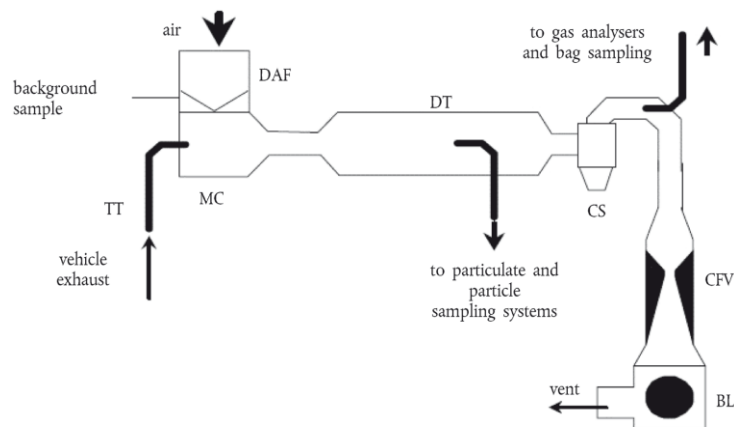 air
to gas analysers
and bag sampling
DAF
background
sample
DT
TT
MC
CS
vehicle
exhaust
to particulate and
particle
sampling systems
CFV
vent
BL